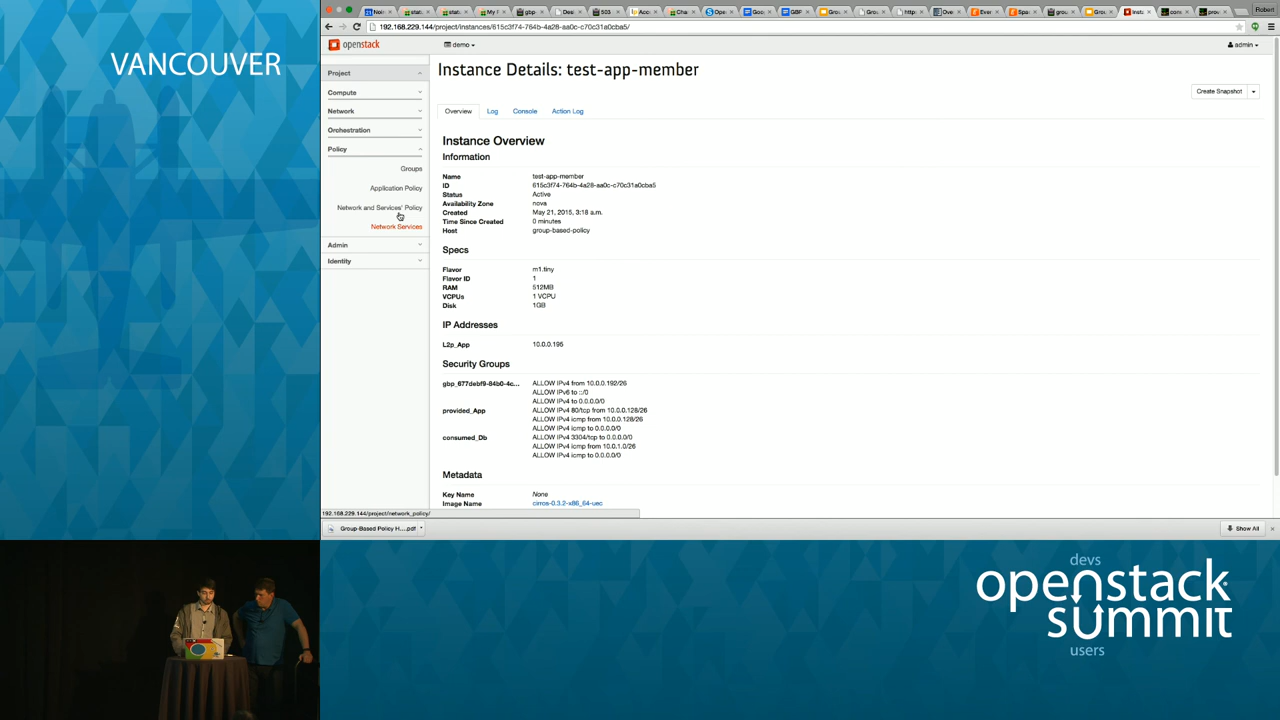 VANCOUVER
Robert
192.168.229.144/project/instances/615c3f74-764b-4a28-aa0c-c70c31a0cba5/
openstack
demo
admin
Project
Compute
Network
Orchestration
Policy
Groups
Application Policy
Network and Services' Policy
Network Services
Admin
Identity
Instance Details: test-app-member
Create Snapshot
Overview Log Console Action Log
Instance Overview
Information
Name test-app-member
ID 615c3f74-764b-4a28-aa0c-c70c31a0cba5
Status Active
Availability Zone nova
Created May 21, 2015, 3:18 a.m.
Time Since Created 0 minutes
Host group-based-policy
Specs
Flavor m1.tiny
Flavor ID 1
RAM 512MB
VCPUs 1 VCPU
Disk 1GB
IP Addresses
L2p_App 10.0.0.195
Security Groups
gbp_677debf9-84b0-4c... ALLOW IPv4 from 10.0.0.192/26
ALLOW IPv6 to ::/0
ALLOW IPv4 to 0.0.0.0/0
provided_App ALLOW IPv4 80/tcp from 10.0.0.128/26
ALLOW IPv4 icmp from 10.0.0.128/26
ALLOW IPv4 icmp to 0.0.0.0/0
consumed_Db ALLOW IPv4 3304/tcp to 0.0.0.0/0
ALLOW IPv4 icmp from 10.0.1.0/26
ALLOW IPv4 icmp to 0.0.0.0/0
Metadata
Key Name None
Image Name cirros-0.3.2-x86_64-uec
192.168.229.144/project/network_policy/
Group-Based Policy H....pdf
Show All
devs
openstack
summit
users